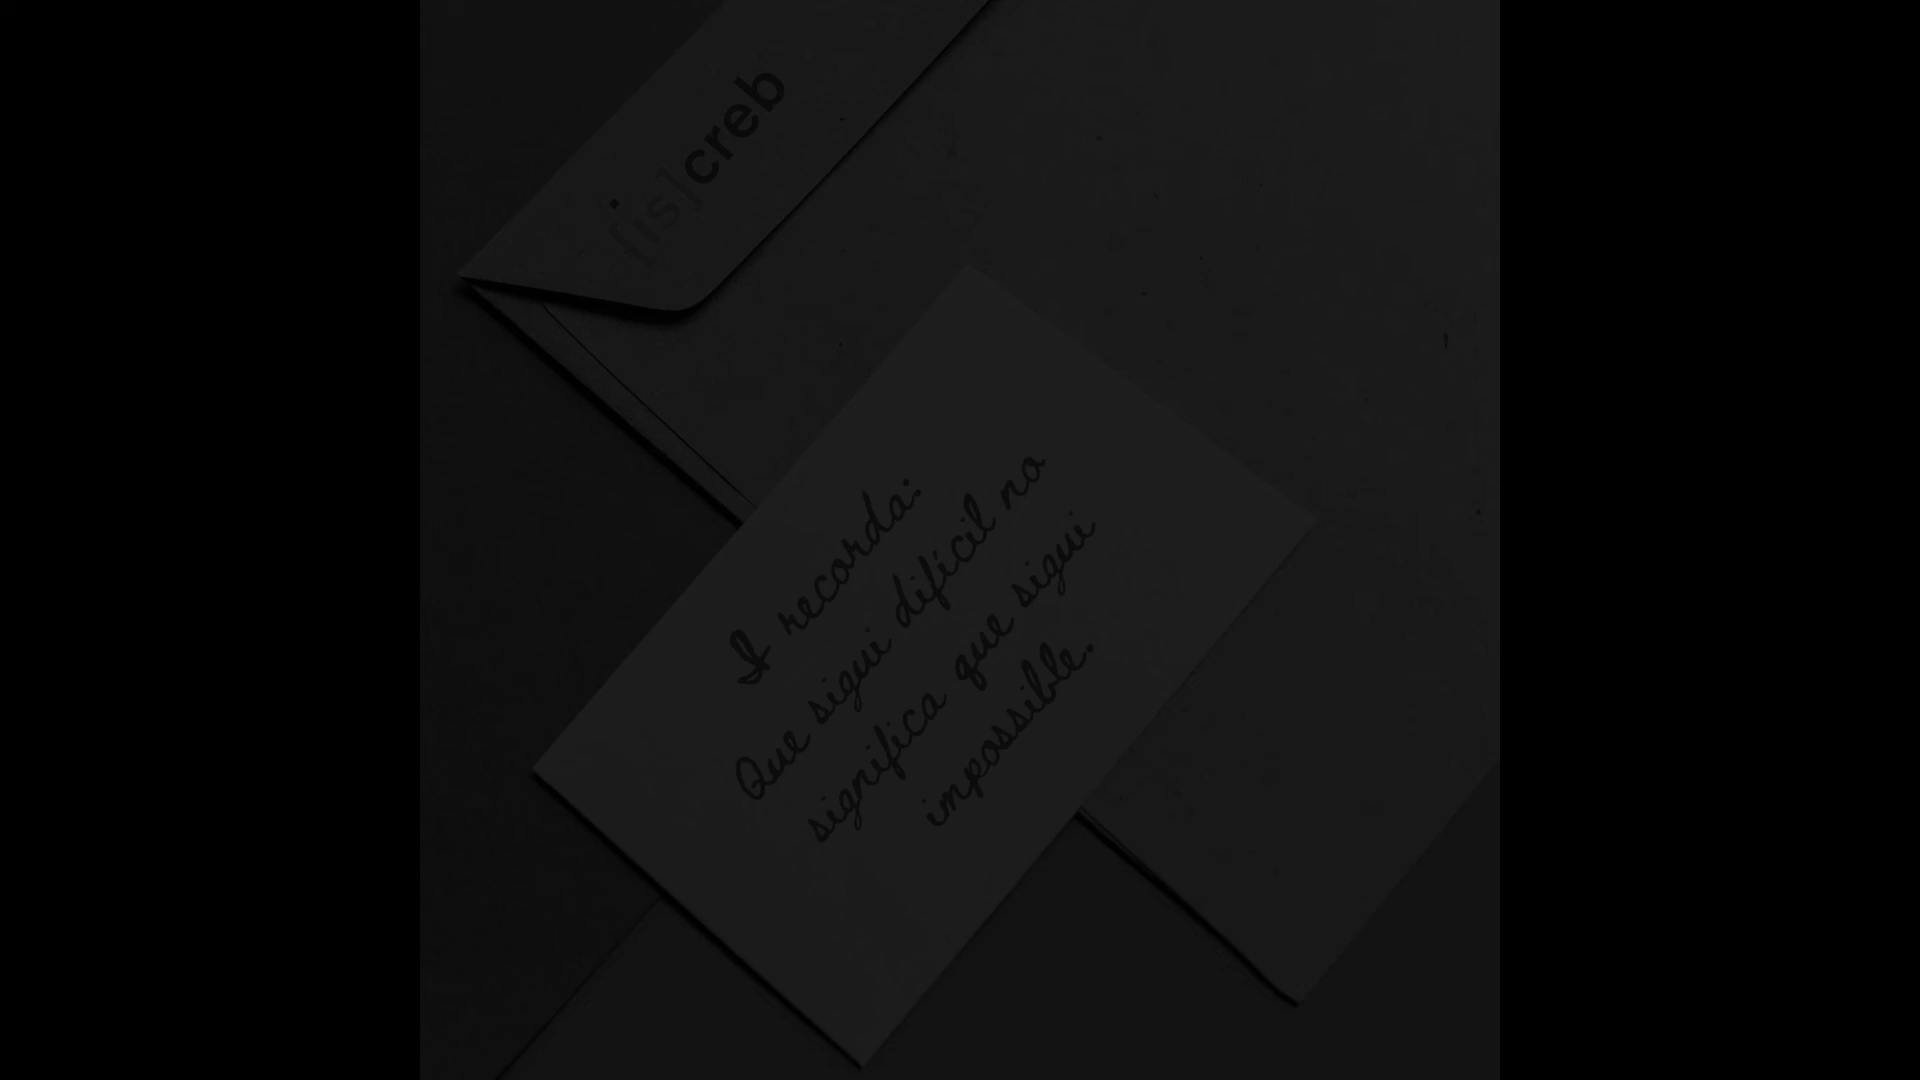 [is]creb
I recorda:
Que sigui difícil no
significa que sigui
impossible.